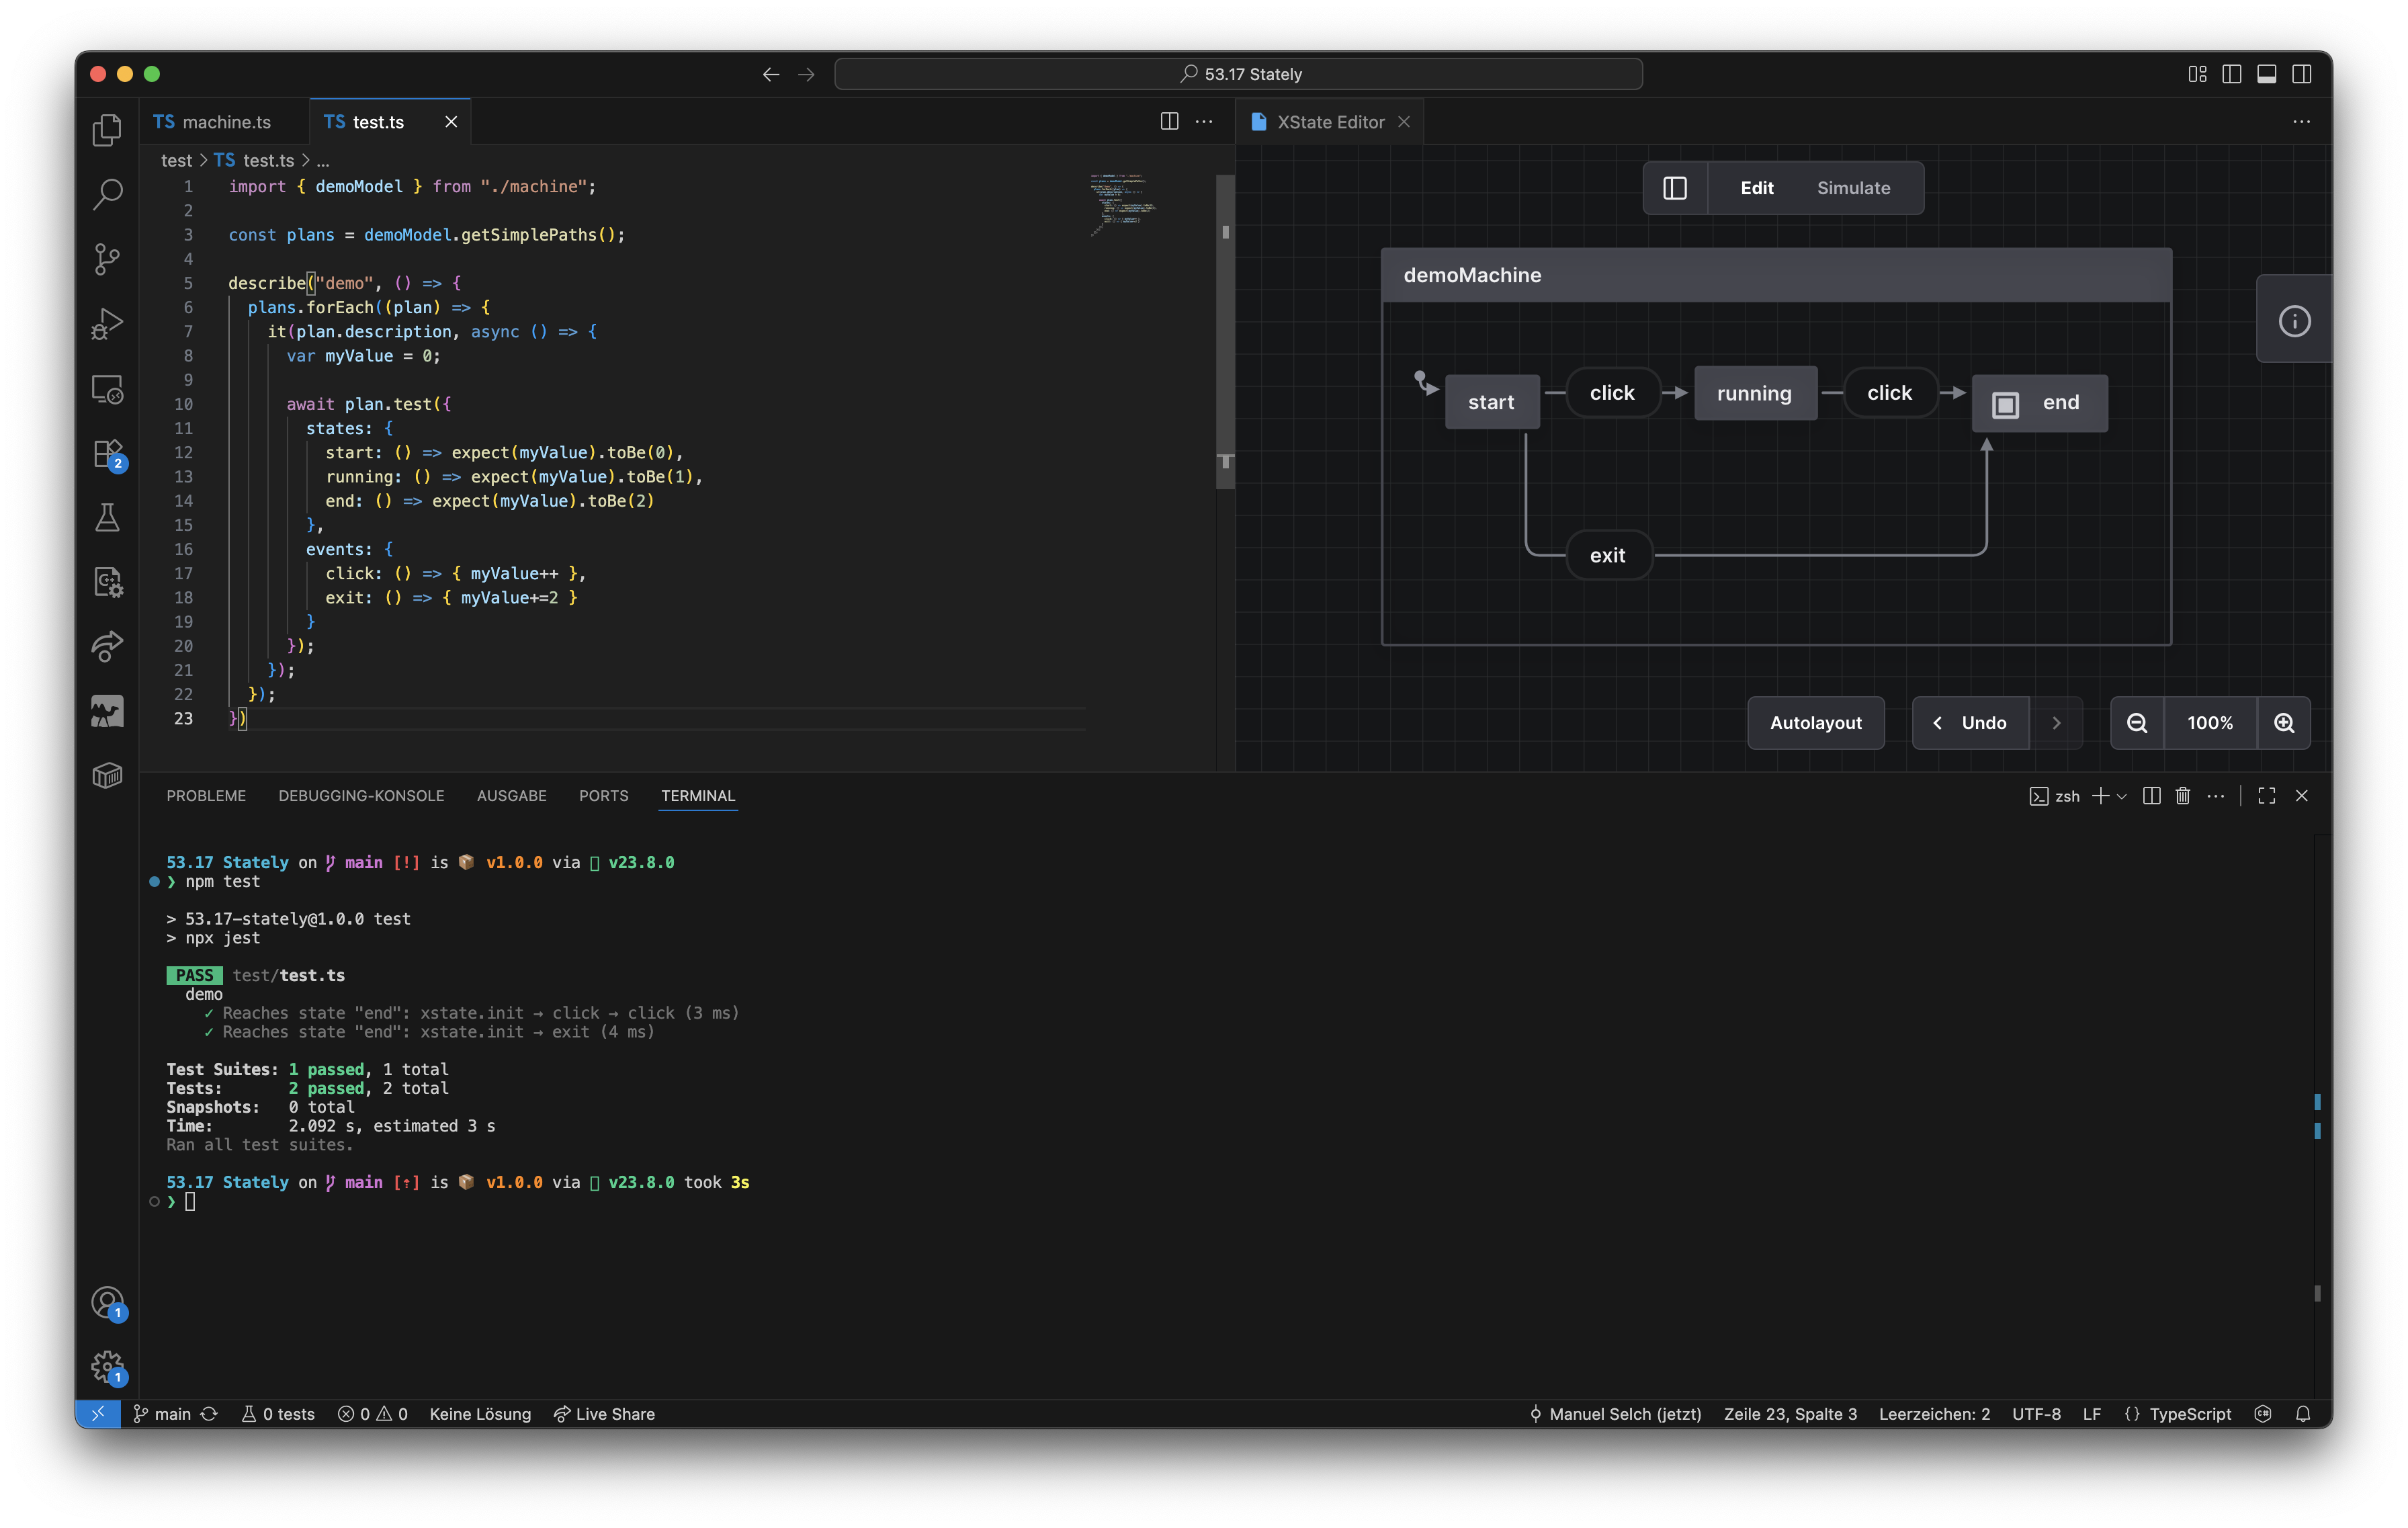 53.17 Stately
TS machine.ts
TS test.ts
XState Editor
test > TS test.ts > ...
1 import { demoModel } from "./machine";
2
3 const plans = demoModel.getSimplePaths();
4
5 describe("demo", () => {
6 plans.forEach((plan) => {
7 it(plan.description, async () => {
8 var myValue = 0;
9
10 await plan.test({
11 states: {
12 start: () => expect(myValue).toBe(0),
13 running: () => expect(myValue).toBe(1),
14 end: () => expect(myValue).toBe(2)
15 },
16 events: {
17 click: () => { myValue++ },
18 exit: () => { myValue+=2 }
19 }
20 });
21 });
22 });
23 })
Edit Simulate
demoMachine
start click running click end
exit
Autolayout Undo 100%
2
1
1
PROBLEME DEBUGGING-KONSOLE AUSGABE PORTS TERMINAL
zsh
53.17 Stately on main [!] is 📦 v1.0.0 via v23.8.0
❯ npm test
> 53.17-stately@1.0.0 test
> npx jest
PASS test/test.ts
demo
✓ Reaches state "end": xstate.init → click → click (3 ms)
✓ Reaches state "end": xstate.init → exit (4 ms)
Test Suites: 1 passed, 1 total
Tests: 2 passed, 2 total
Snapshots: 0 total
Time: 2.092 s, estimated 3 s
Ran all test suites.
53.17 Stately on main [⇡] is 📦 v1.0.0 via v23.8.0 took 3s
❯
main 0 tests 0 0 Keine Lösung Live Share
Manuel Selch (jetzt) Zeile 23, Spalte 3 Leerzeichen: 2 UTF-8 LF {} TypeScript